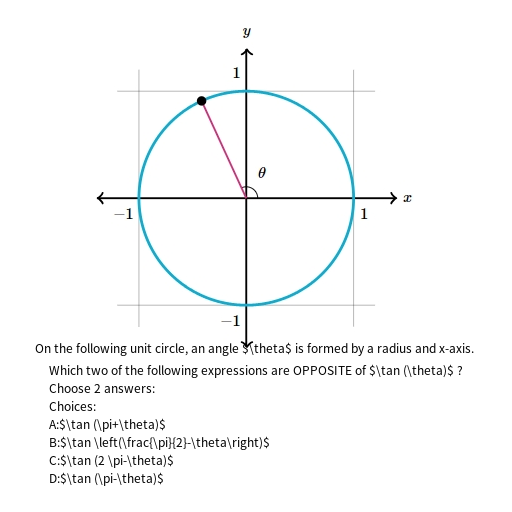 y
1
θ
x
−1
1
−1
On the following unit circle, an angle $\theta$ is formed by a radius and x-axis.
Which two of the following expressions are OPPOSITE of $\tan (\theta)$ ?
Choose 2 answers:
Choices:
A:$\tan (\pi+\theta)$
B:$\tan \left(\frac{\pi}{2}-\theta\right)$
C:$\tan (2 \pi-\theta)$
D:$\tan (\pi-\theta)$